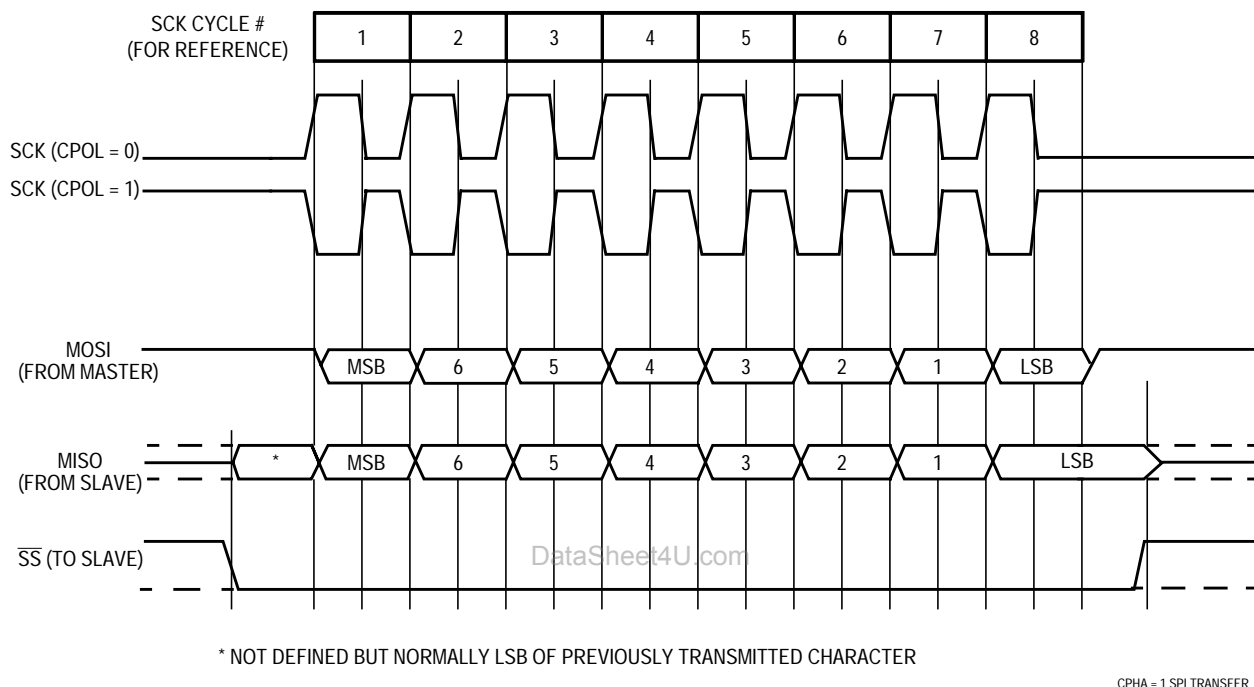 SCK CYCLE #
(FOR REFERENCE)
1 2 3 4 5 6 7 8
SCK (CPOL = 0)
SCK (CPOL = 1)
MOSI
(FROM MASTER)
MSB 6 5 4 3 2 1 LSB
MISO
(FROM SLAVE)
* MSB 6 5 4 3 2 1 LSB
SS (TO SLAVE)
DataSheet4U.com
* NOT DEFINED BUT NORMALLY LSB OF PREVIOUSLY TRANSMITTED CHARACTER
CPHA = 1 SPI TRANSFER